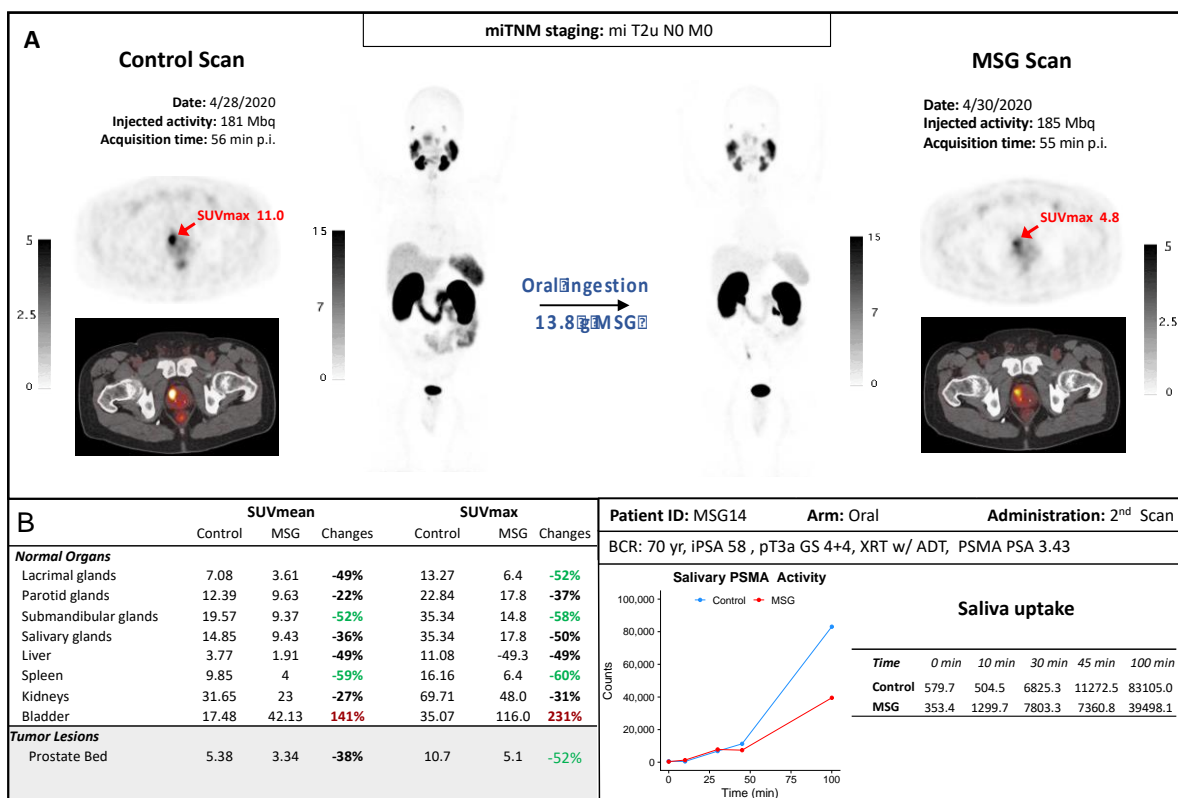 A
miTNM staging: mi T2u N0 M0
Control Scan
Date: 4/28/2020
Injected activity: 181 Mbq
Acquisition time: 56 min p.i.
SUVmax 11.0
5
2.5
0
15
7
0
Oral Ingestion
13.8 g MSG
MSG Scan
Date: 4/30/2020
Injected activity: 185 Mbq
Acquisition time: 55 min p.i.
SUVmax 4.8
15
7
0
5
2.5
0
B
SUVmean SUVmax
Control MSG Changes Control MSG Changes
Normal Organs
Lacrimal glands 7.08 3.61 -49% 13.27 6.4 -52%
Parotid glands 12.39 9.63 -22% 22.84 17.8 -37%
Submandibular glands 19.57 9.37 -52% 35.34 14.8 -58%
Salivary glands 14.85 9.43 -36% 35.34 17.8 -50%
Liver 3.77 1.91 -49% 11.08 -49.3 -49%
Spleen 9.85 4 -59% 16.16 6.4 -60%
Kidneys 31.65 23 -27% 69.71 48.0 -31%
Bladder 17.48 42.13 141% 35.07 116.0 231%
Tumor Lesions
Prostate Bed 5.38 3.34 -38% 10.7 5.1 -52%
Patient ID: MSG14 Arm: Oral Administration: 2nd Scan
BCR: 70 yr, iPSA 58 , pT3a GS 4+4, XRT w/ ADT, PSMA PSA 3.43
Salivary PSMA Activity
Control MSG
100,000
80,000
60,000
40,000
20,000
0
Counts
0 25 50 75 100
Time (min)
Saliva uptake
Time 0 min 10 min 30 min 45 min 100 min
Control 579.7 504.5 6825.3 11272.5 83105.0
MSG 353.4 1299.7 7803.3 7360.8 39498.1